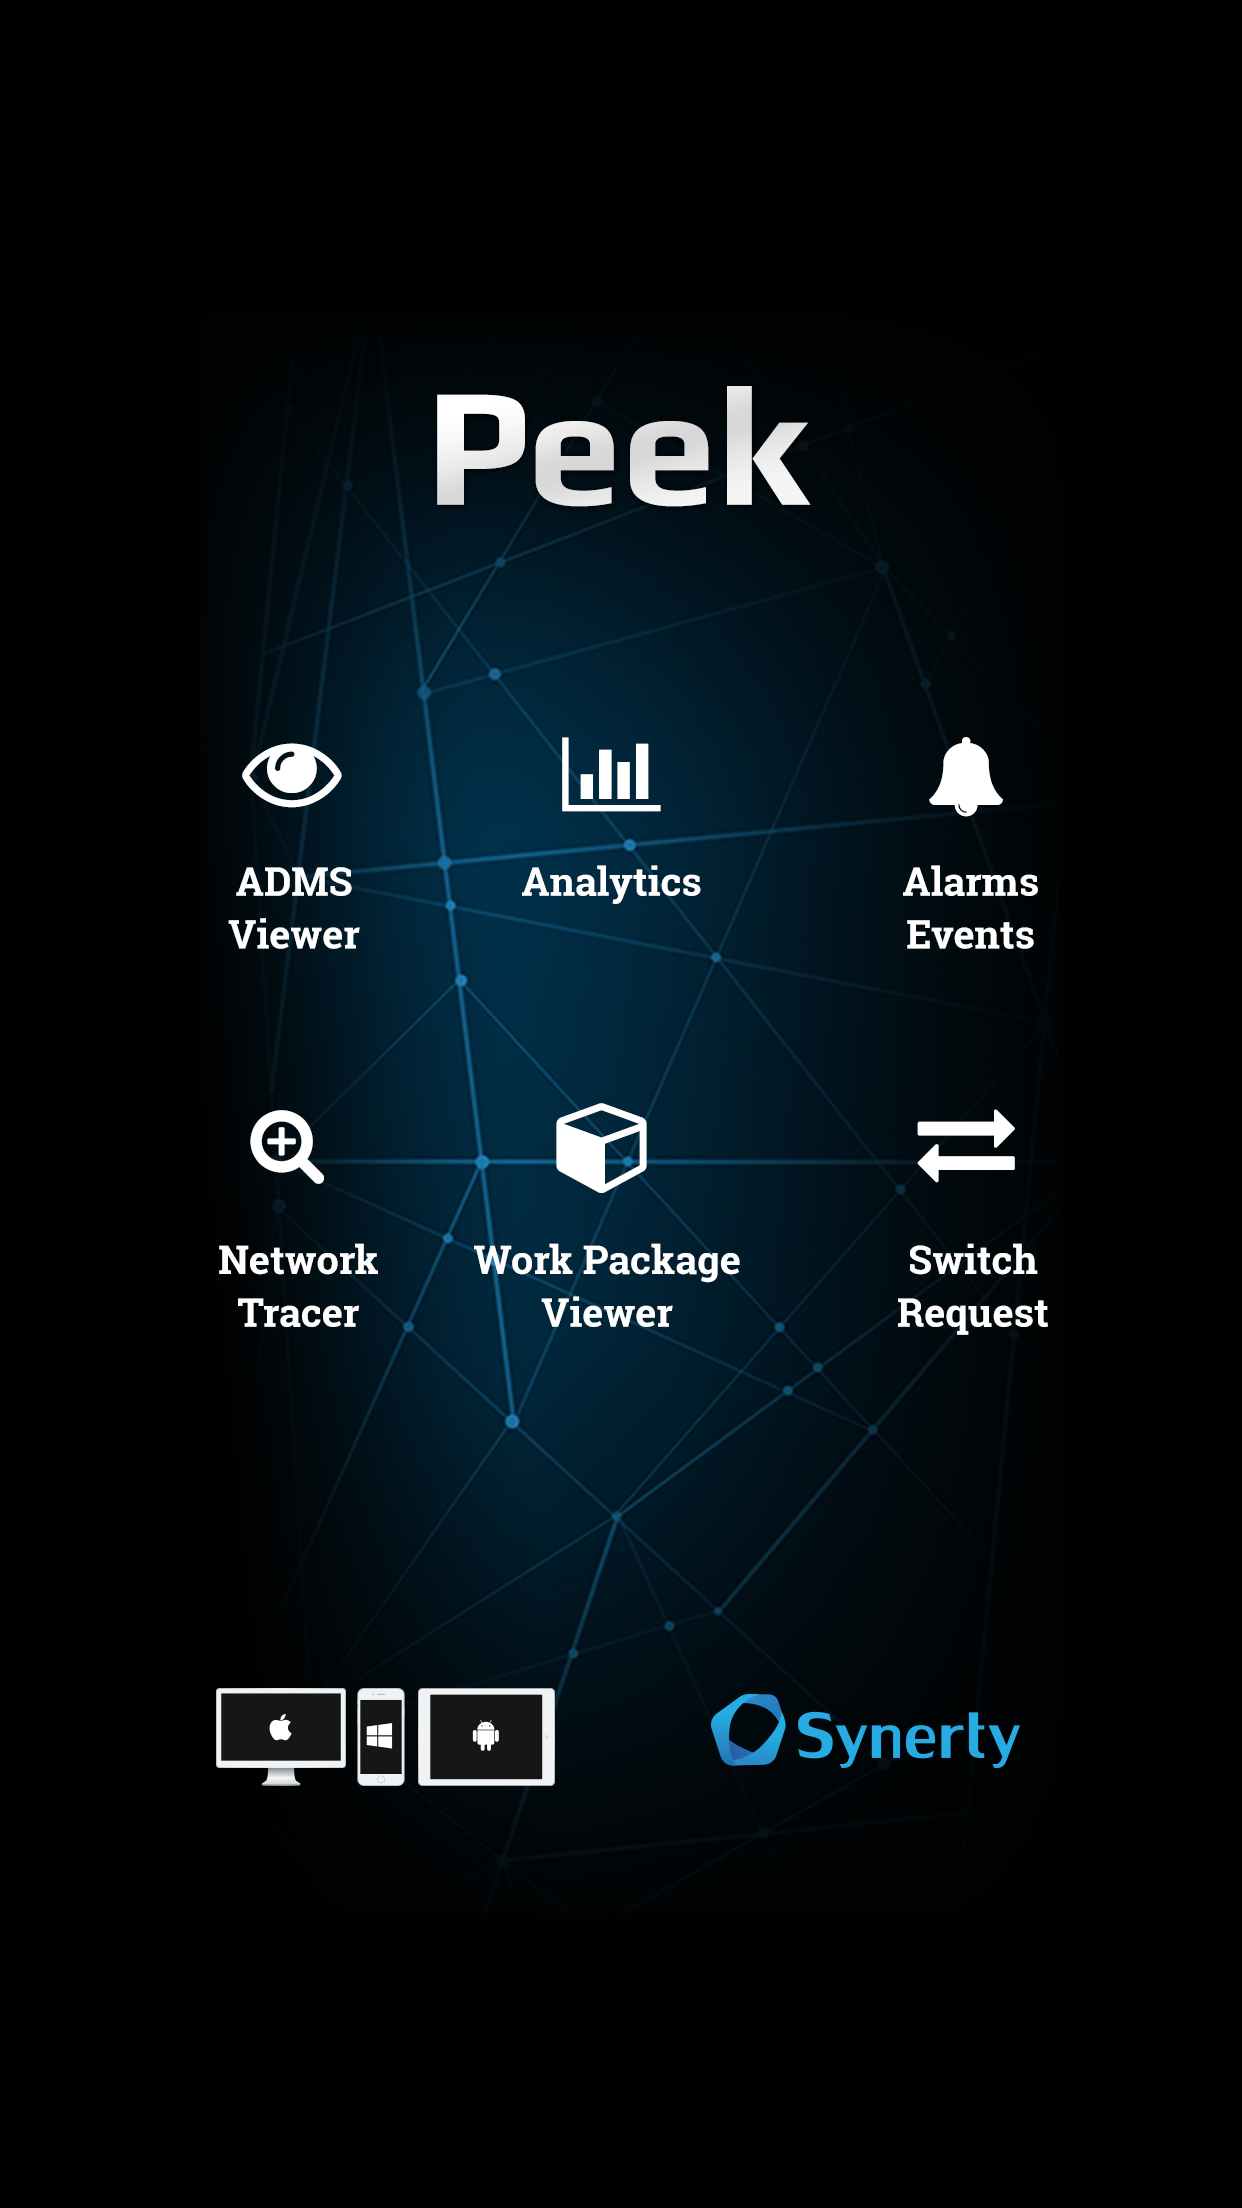 Peek
ADMS
Viewer
Analytics
Alarms
Events
Network
Tracer
Work Package
Viewer
Switch
Request
Synerty